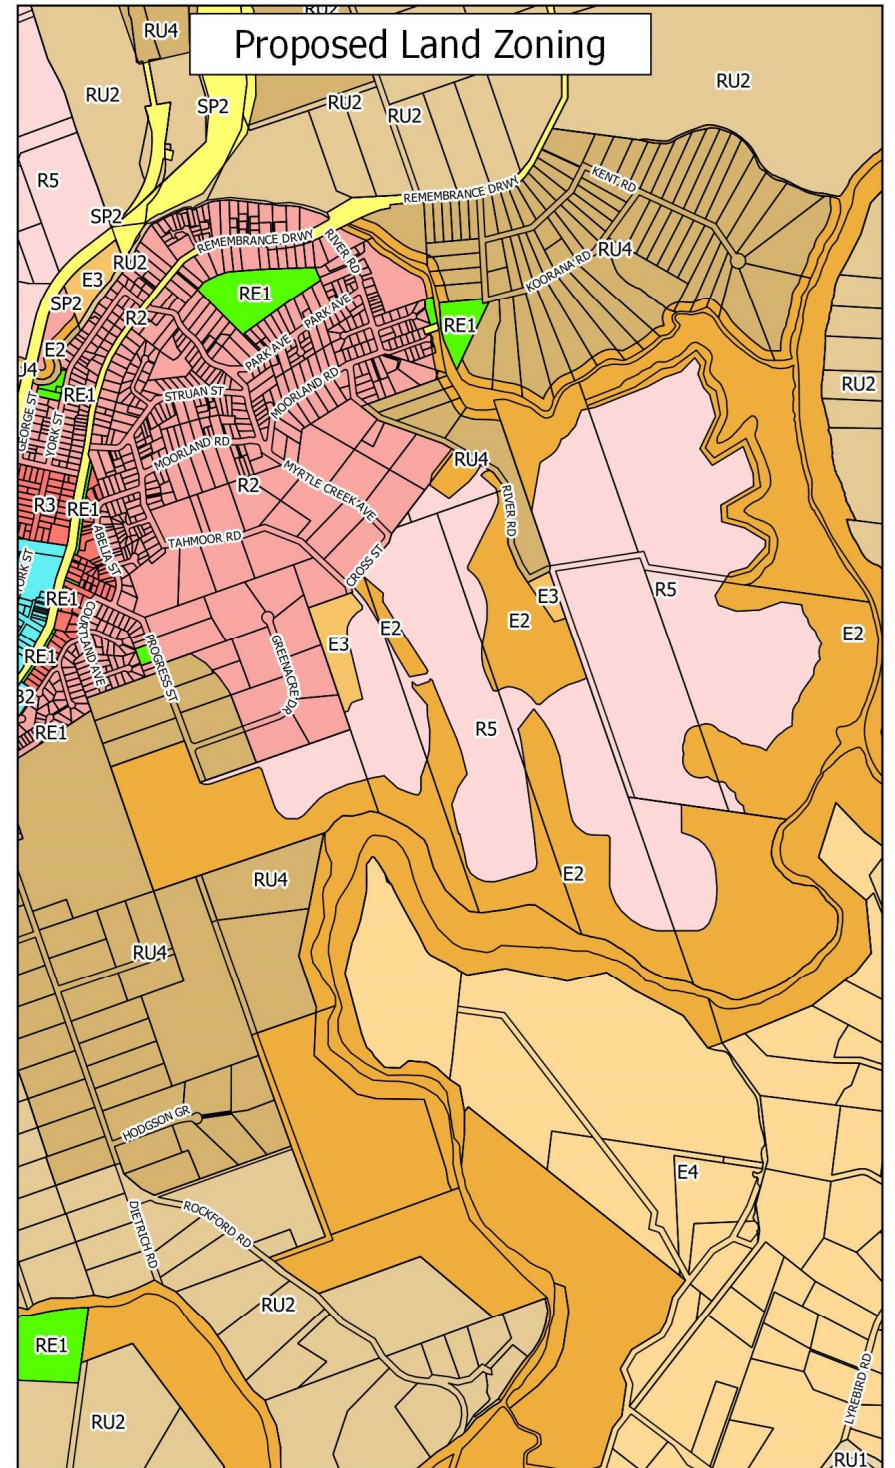 RU2
RU4
Proposed Land Zoning
RU2
RU2
SP2
RU2
RU2
R5
KENT RD
REMEMBRANCE DRWY
SP2
RIVER RD
REMEMBRANCE DRWY
RU4
RU2
KOORANA RD
E3
RE1
SP2
PARK AVE
R2
RE1
E2
PARK AVE
U4
MOORLAND RD
RU2
RE1
STRUAN ST
GEORGE ST
YORK ST
MOORLAND RD
RU4
MYRTLE CREEK AVE
R2
R3
RE1
RIVER RD
ABELIA ST
TAHMOOR RD
CROSS ST
YORK ST
R5
E3
RE1
E2
E2
E2
COURTLAND AVE
E3
RE1
PROGRESS ST
GREENACRE DR
B2
R5
RE1
E2
RU4
RU4
HODGSON GR
E4
DIETRICH RD
ROCKFORD RD
RU2
RE1
LYREBIRD RD
RU2
RU1